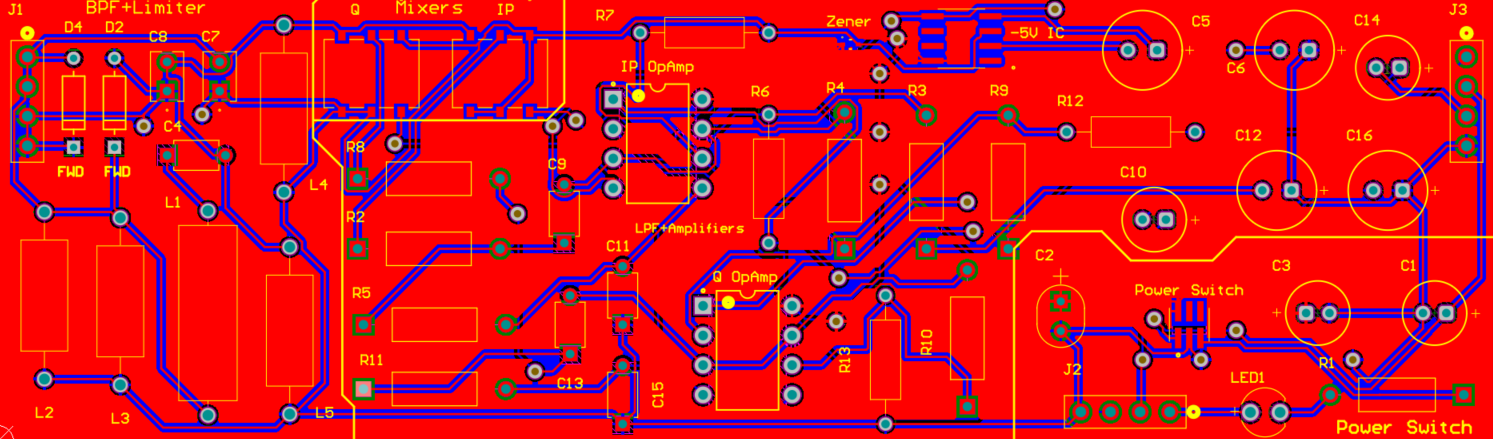 J1 BPF+Limiter Q Mixers IP R7 Zener -5V IC C5 C14 J3
D4 D2 C8 C7 IP OpAmp C6
R6 R4 R3 R9 R12
C4 R8 C9 C12 C16
FWD FWD C10
L4
L1 R2 LPF+Amplifiers
C11 C2 C3 C1
R5 Q OpAmp Power Switch
R11 R13 R10 R1
C13 C15 J2 LED1
L2 L3 L5 Power Switch